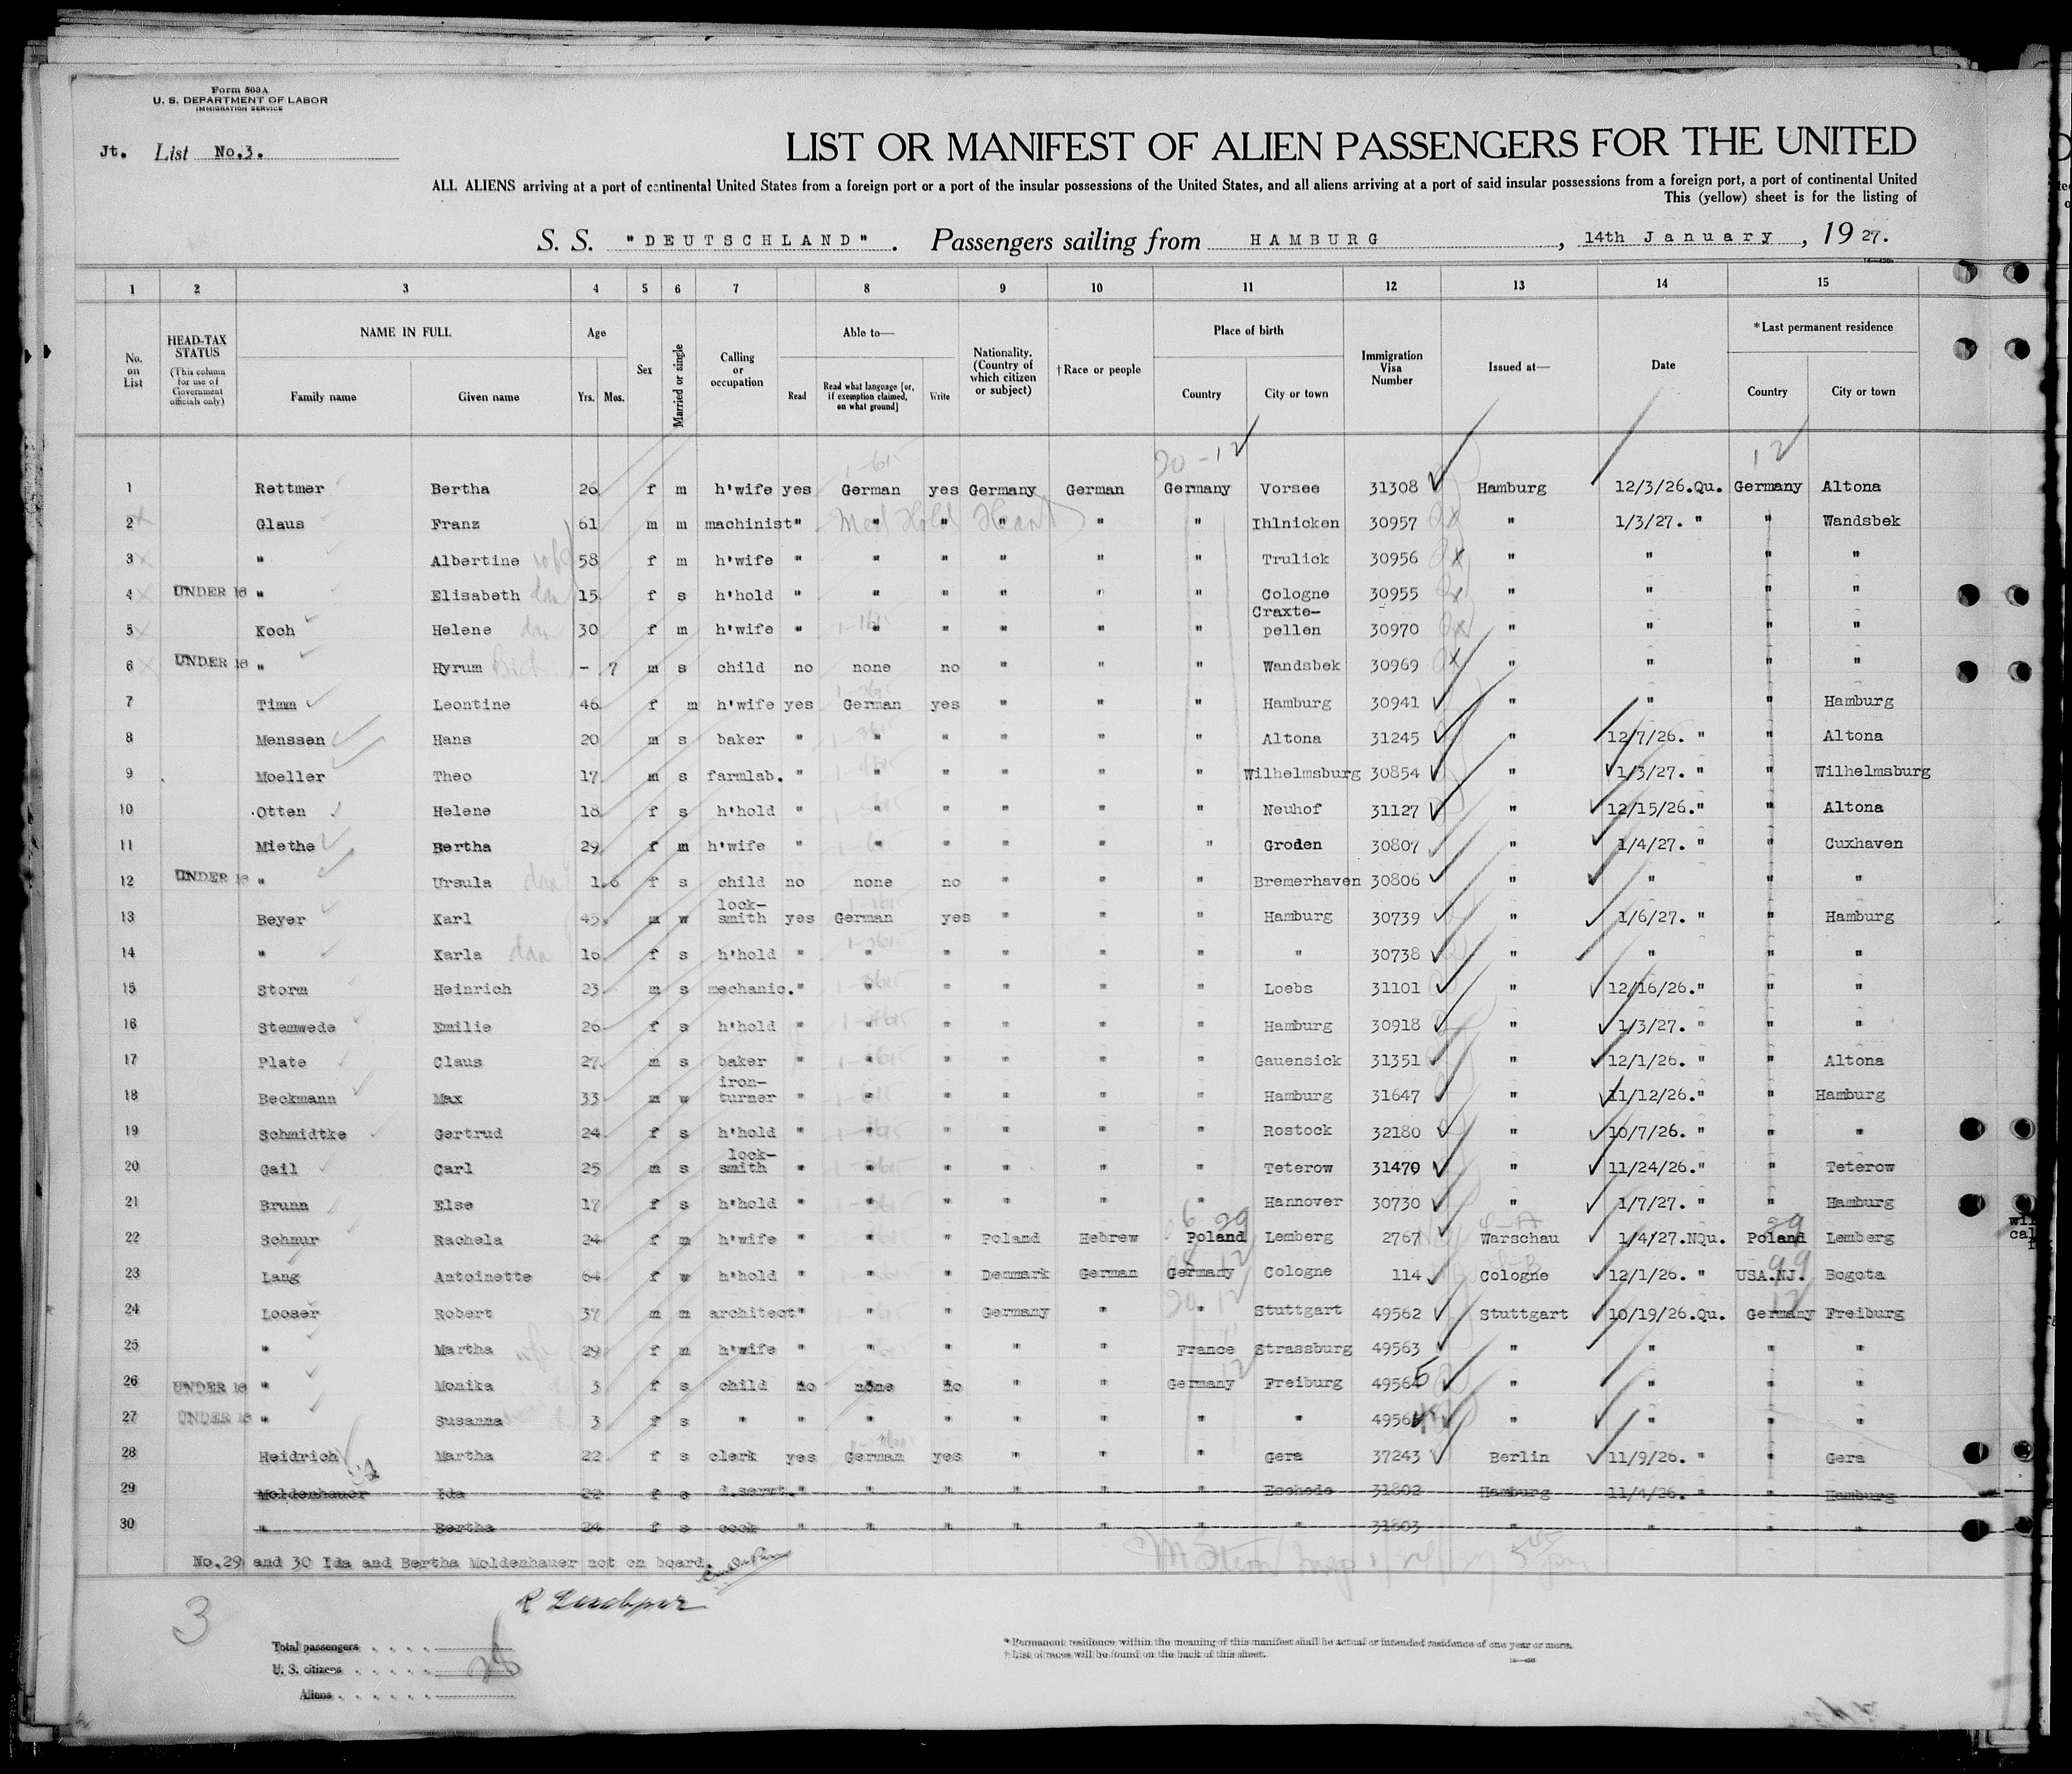 Form 503A
U. S. DEPARTMENT OF LABOR
IMMIGRATION SERVICE
Jt. List No.3.
LIST OR MANIFEST OF ALIEN PASSENGERS FOR THE UNITED
ALL ALIENS arriving at a port of continental United States from a foreign port or a port of the insular possessions of the United States, and all aliens arriving at a port of said insular possessions from a foreign port, a port of continental United
This (yellow) sheet is for the listing of
S. S. "DEUTSCHLAND". Passengers sailing from HAMBURG, 14th January, 1927.
1 2 3 4 5 6 7 8 9 10 11 12 13 14 15
No. on List
HEAD-TAX STATUS (This column for use of Government officials only)
NAME IN FULL
Family name Given name
Age
Yrs. Mos.
Sex
Married or single
Calling or occupation
Able to—
Read
Read what language [or, if exemption claimed, on what ground]
Write
Nationality. (Country of which citizen or subject)
†Race or people
Place of birth
Country City or town
Immigration Visa Number
Issued at—
Date
*Last permanent residence
Country City or town
20-12 12
1 Rettmer Bertha 26 f m h'wife yes German yes Germany German Germany Vorsee 31308 Hamburg 12/3/26.Qu. Germany Altona
2 Glaus Franz 61 m m machinist " " " " " " Ihlnicken 30957 " 1/3/27. " " Wandsbek
Med Hold Heart
3 " Albertine wife 58 f m h'wife " " " " " " Trulick 30956 " " " "
4 UNDER 16 " Elisabeth dau 15 f s h'hold " " " " " " Cologne 30955 " " " "
5 Koch Helene dau 30 f m h'wife " " " " " " Craxte-pellen 30970 " " " "
6 UNDER 16 " Hyrum - 7 m s child no none no " " " Wandsbek 30969 " " " "
7 Timm Leontine 46 f m h'wife yes German yes " " " Hamburg 30941 " " " Hamburg
8 Menssen Hans 20 m s baker " " " " " " Altona 31245 " 12/7/26. " " Altona
9 Moeller Theo 17 m s farmlab. " " " " " " Wilhelmsburg 30854 " 1/3/27. " " Wilhelmsburg
10 Otten Helene 18 f s h'hold " " " " " " Neuhof 31127 " 12/15/26." " Altona
11 Miethe Bertha 29 f m h'wife " " " " " " Groden 30807 " 1/4/27. " " Cuxhaven
12 UNDER 16 " Ursula dau 1.6 f s child no none no " " " Bremerhaven 30806 " " " "
13 Beyer Karl 45 m w lock-smith yes German yes " " " Hamburg 30739 " 1/6/27. " " Hamburg
14 " Karla dau 16 f s h'hold " " " " " " " 30738 " " " "
15 Storm Heinrich 23 m s mechanic. " " " " " " Loebs 31101 " 12/16/26." " "
16 Stemwede Emilie 26 f s h'hold " " " " " " Hamburg 30918 " 1/3/27. " " "
17 Plate Claus 27 m s baker " " " " " " Gauensick 31351 " 12/1/26. " " Altona
18 Beckmann Max 33 m w iron-turner " " " " " " Hamburg 31647 " 11/12/26." " Hamburg
19 Schmidtke Gertrud 24 f s h'hold " " " " " " Rostock 32180 " 10/7/26. " " "
20 Gail Carl 25 m s lock-smith " " " " " " Teterow 31479 " 11/24/26." " Teterow
21 Brunn Else 17 f s h'hold " " " " " " Hannover 30730 " 1/7/27. " " Hamburg
22 Schnur Rachela 24 f m h'wife " " " Poland Hebrew Poland Lemberg 2767 Warschau 1/4/27.NQu. Poland Lemberg
23 Lang Antoinette 64 f w h'hold " " " Denmark German Germany Cologne 114 Cologne 12/1/26. " USA.NJ. Bogota
24 Looser Robert 37 m m architect " " " Germany " " Stuttgart 49562 Stuttgart 10/19/26.Qu. Germany Freiburg
25 " Martha wife 29 f m h'wife " " " " " France Strassburg 49563 " " " "
26 UNDER 16 " Monika 3 f s child no none no " " Germany Freiburg 49564 5 " " " "
27 UNDER 16 " Susanna 3 f s " " " " " " " " 49565 " " " "
28 Heidrich Martha 22 f s clerk yes German yes " " " Gera 37243 Berlin 11/9/26. " " Gera
29 Moldenhauer Ida 22 f s d.servt. " " " " " " Eschede 31802 Hamburg 11/4/26. " " Hamburg
30 " Bertha 24 f s cook " " " " " " " 31803 " " " "
No.29 and 30 Ida and Bertha Moldenhauer not on board.
3
Total passengers . . . .
U. S. citizens . . . . .
Aliens . . . . . .
28
*Permanent residence within the meaning of this manifest shall be actual or intended residence of one year or more.
†List of races will be found on the back of this sheet.